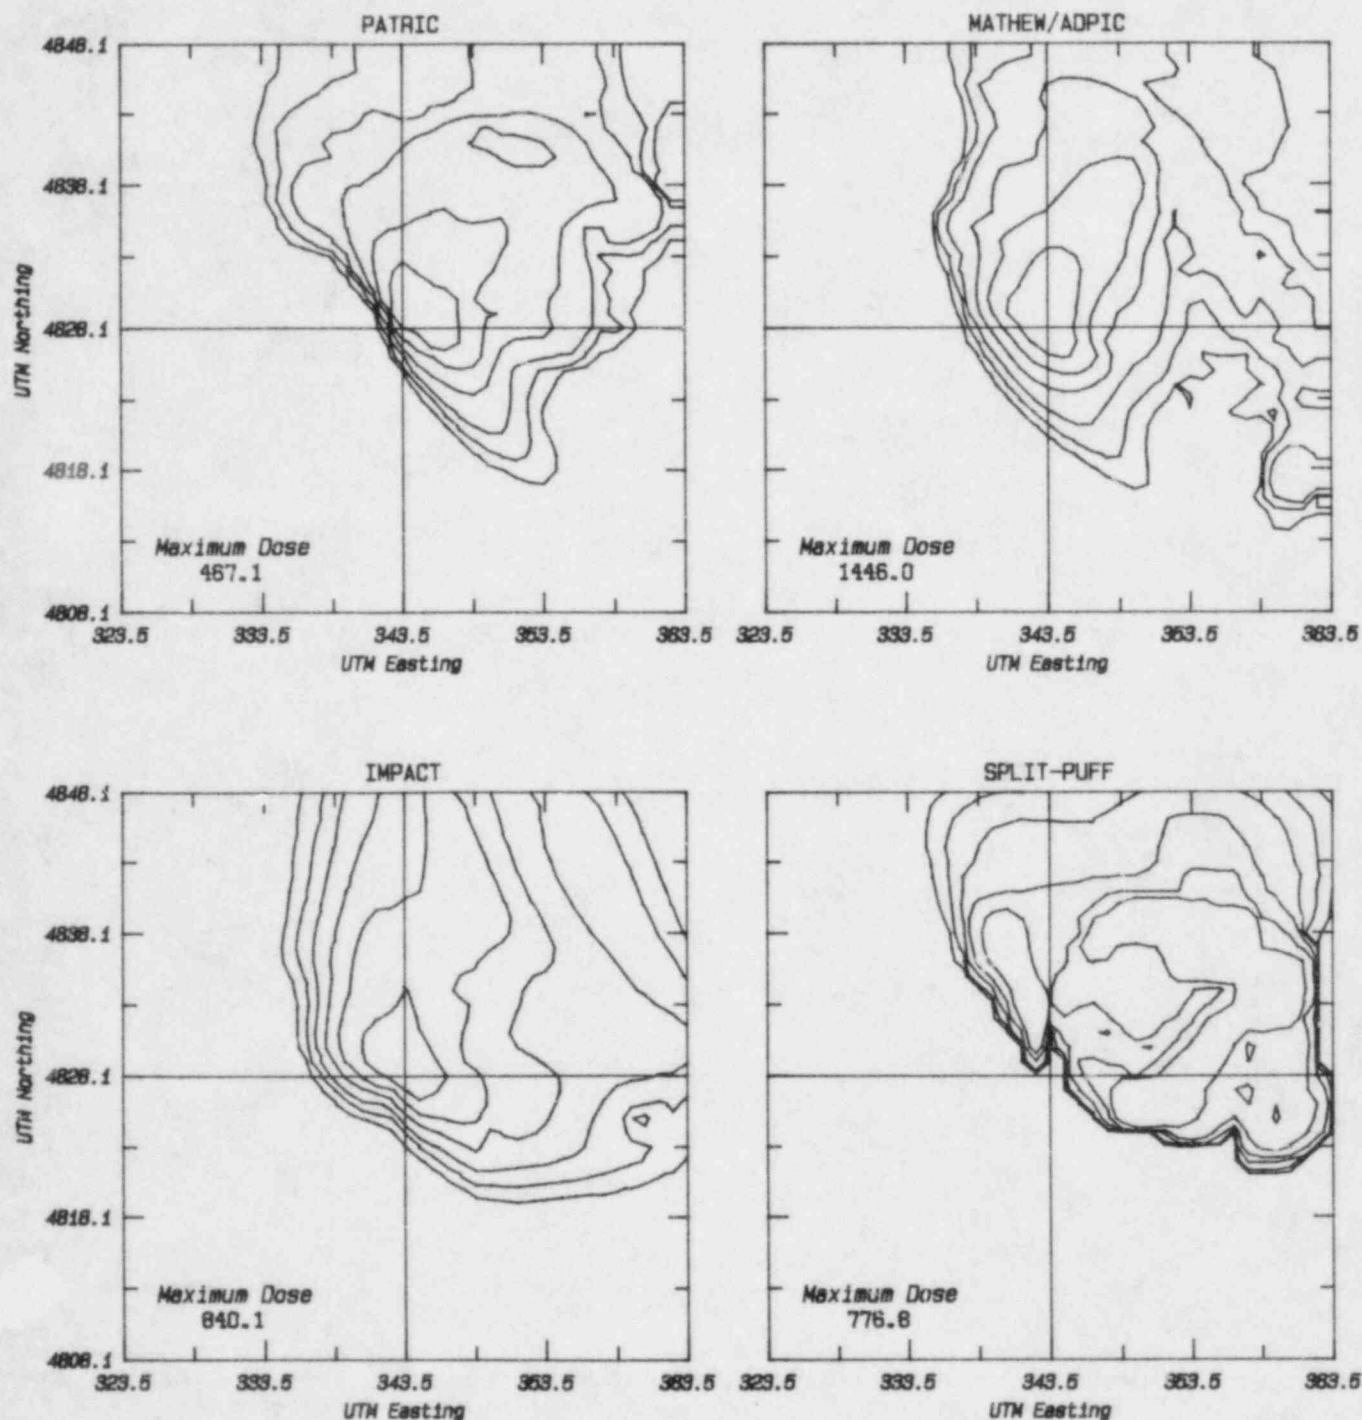 PATRIC
4848.1
4838.1
4828.1
4818.1
4808.1
UTM Northing
Maximum Dose
467.1
323.5 333.5 343.5 353.5 363.5
UTM Easting
MATHEW/ADPIC
Maximum Dose
1446.0
323.5 333.5 343.5 353.5 363.5
UTM Easting
IMPACT
4848.1
4838.1
4828.1
4818.1
4808.1
UTM Northing
Maximum Dose
840.1
323.5 333.5 343.5 353.5 363.5
UTM Easting
SPLIT-PUFF
Maximum Dose
776.8
323.5 333.5 343.5 353.5 363.5
UTM Easting